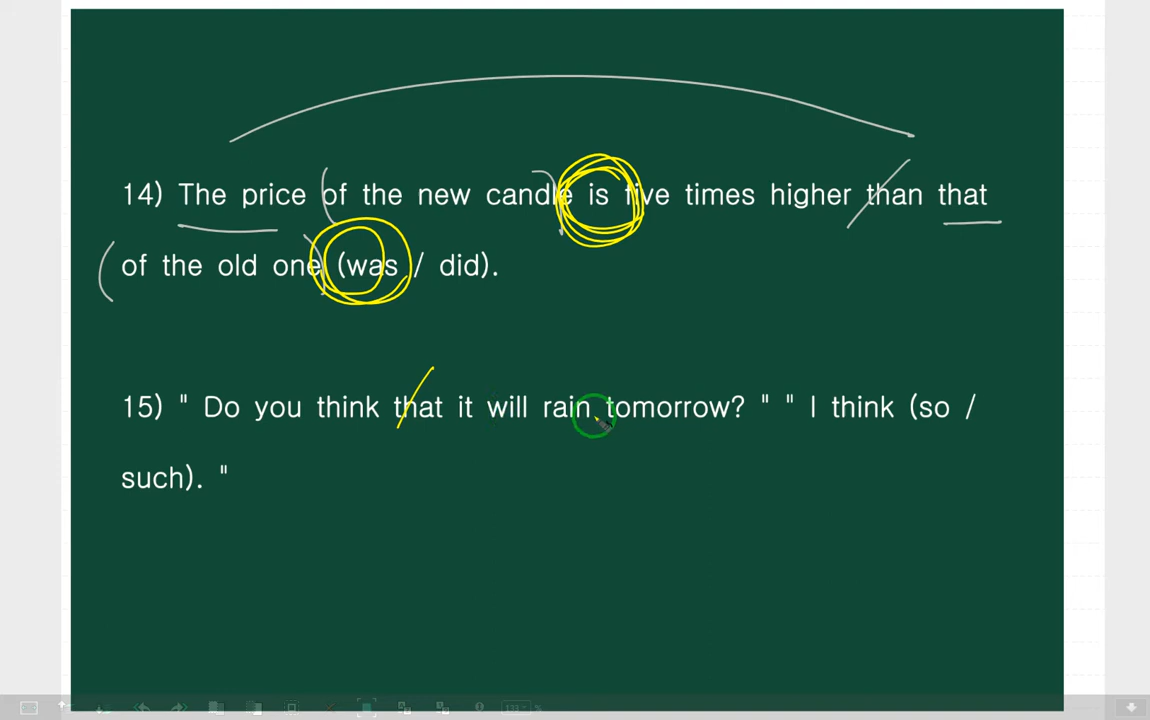 14) The price of the new candle is five times higher than that
of the old one (was / did).
15) " Do you think that it will rain tomorrow? " " I think (so /
such). "
133 %